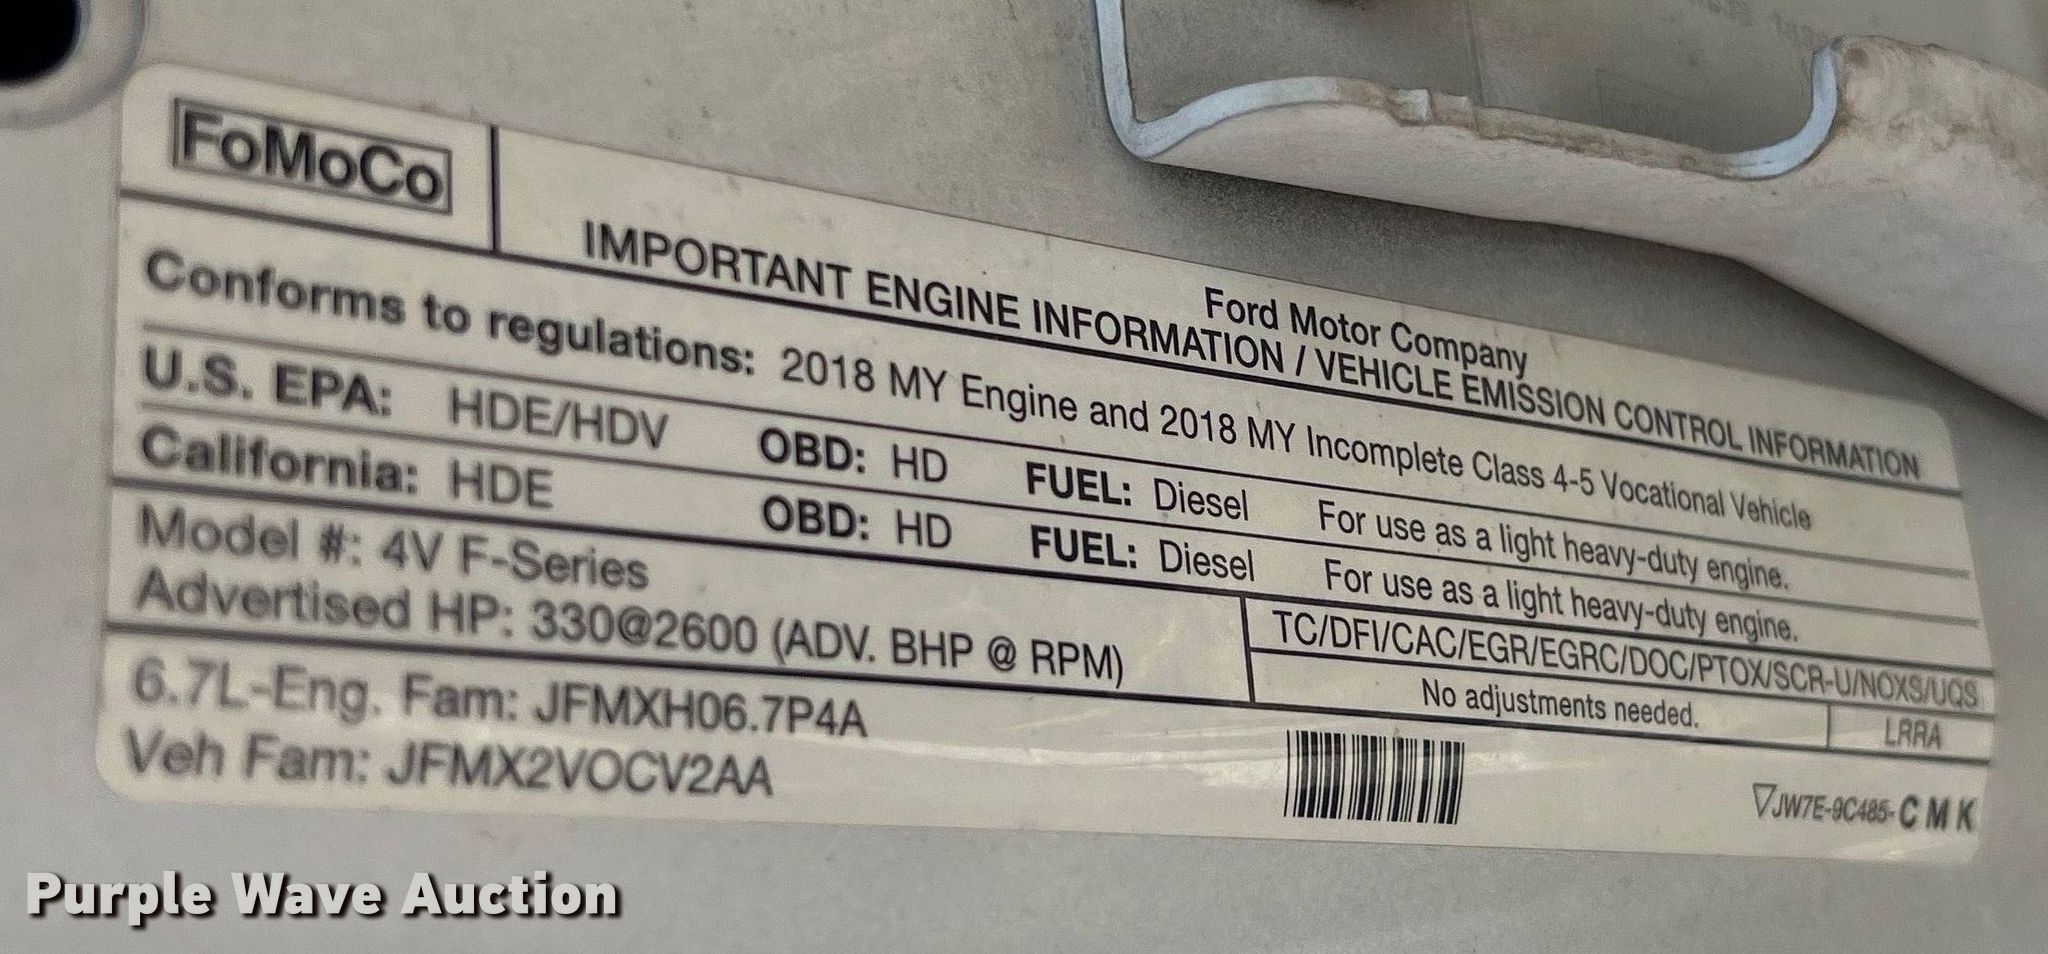 FoMoCo
Ford Motor Company
IMPORTANT ENGINE INFORMATION / VEHICLE EMISSION CONTROL INFORMATION
Conforms to regulations: 2018 MY Engine and 2018 MY Incomplete Class 4-5 Vocational Vehicle
U.S. EPA: HDE/HDV OBD: HD FUEL: Diesel For use as a light heavy-duty engine.
California: HDE OBD: HD FUEL: Diesel For use as a light heavy-duty engine.
Model #: 4V F-Series
Advertised HP: 330@2600 (ADV. BHP @ RPM)
TC/DFI/CAC/EGR/EGRC/DOC/PTOX/SCR-U/NOXS/UQS
No adjustments needed.
LRRA
6.7L-Eng. Fam: JFMXH06.7P4A
Veh Fam: JFMX2VOCV2AA
JW7E-9C485-CMK
Purple Wave Auction